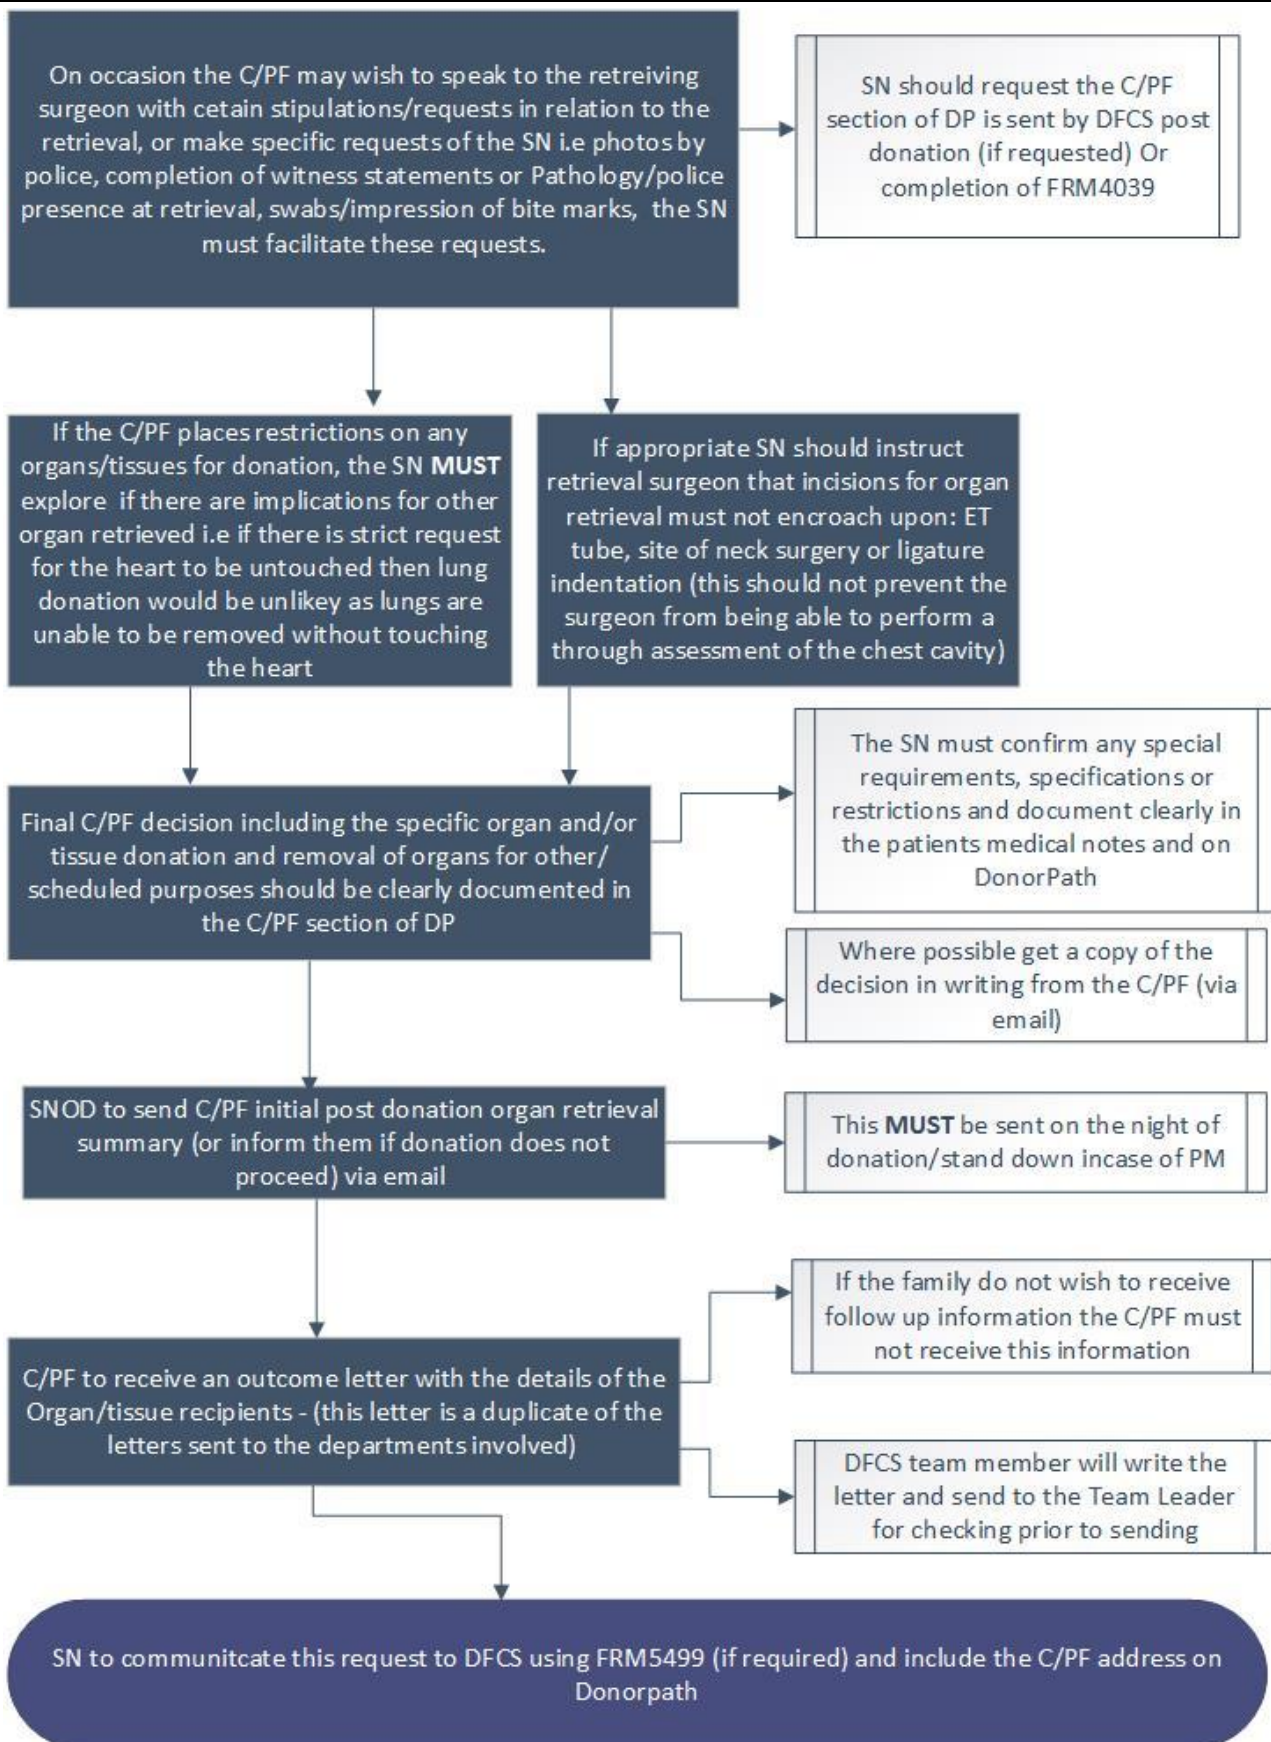 On occasion the C/PF may wish to speak to the retreiving
surgeon with cetain stipulations/requests in relation to the
retrieval, or make specific requests of the SN i.e photos by
police, completion of witness statements or Pathology/police
presence at retrieval, swabs/impression of bite marks, the SN
must facilitate these requests.
SN should request the C/PF
section of DP is sent by DFCS post
donation (if requested) Or
completion of FRM4039
If the C/PF places restrictions on any
organs/tissues for donation, the SN MUST
explore if there are implications for other
organ retrieved i.e if there is strict request
for the heart to be untouched then lung
donation would be unlikey as lungs are
unable to be removed without touching
the heart
If appropriate SN should instruct
retrieval surgeon that incisions for organ
retrieval must not encroach upon: ET
tube, site of neck surgery or ligature
indentation (this should not prevent the
surgeon from being able to perform a
through assessment of the chest cavity)
Final C/PF decision including the specific organ and/or
tissue donation and removal of organs for other/
scheduled purposes should be clearly documented in
the C/PF section of DP
The SN must confirm any special
requirements, specifications or
restrictions and document clearly in
the patients medical notes and on
DonorPath
Where possible get a copy of the
decision in writing from the C/PF (via
email)
SNOD to send C/PF initial post donation organ retrieval
summary (or inform them if donation does not
proceed) via email
This MUST be sent on the night of
donation/stand down incase of PM
If the family do not wish to receive
follow up information the C/PF must
not receive this information
C/PF to receive an outcome letter with the details of the
Organ/tissue recipients - (this letter is a duplicate of the
letters sent to the departments involved)
DFCS team member will write the
letter and send to the Team Leader
for checking prior to sending
SN to communitcate this request to DFCS using FRM5499 (if required) and include the C/PF address on
Donorpath